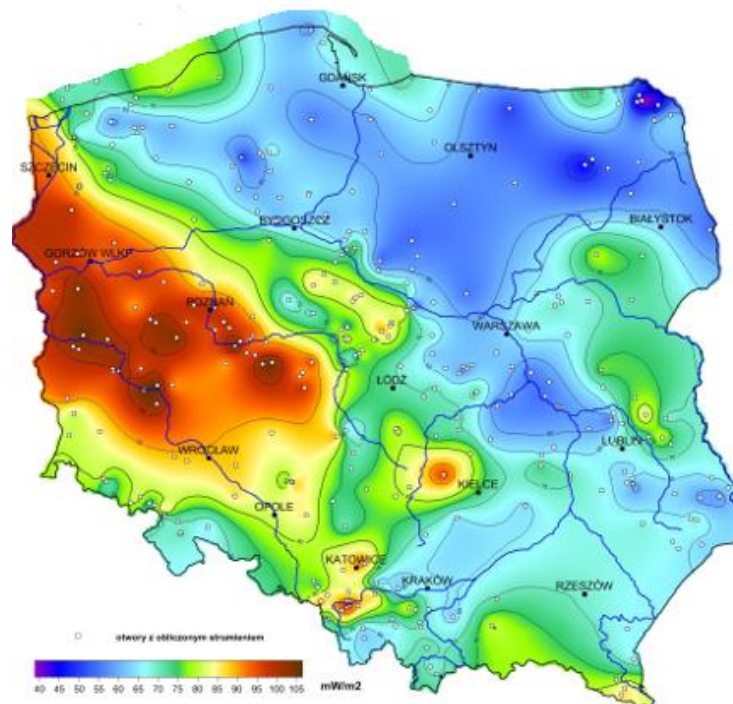 GDAŃSK
OLSZTYN
SZCZECIN
BYDGOSZCZ
BIAŁYSTOK
GORZÓW WLKP
POZNAŃ
WARSZAWA
ŁÓDŹ
WROCŁAW
LUBLIN
KIELCE
OPOLE
KATOWICE
KRAKÓW
RZESZÓW
otwory z obliczonym strumieniem
40 45 50 55 60 65 70 75 80 85 90 95 100 105 mW/m2